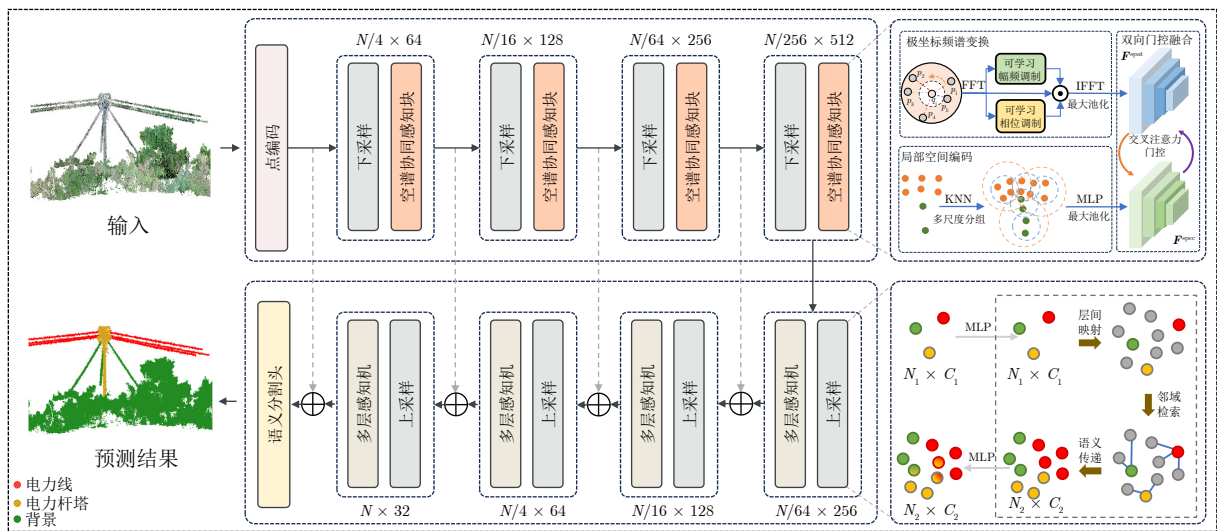 输入
点编码
N/4 × 64
下采样
空谱协同感知块
N/16 × 128
下采样
空谱协同感知块
N/64 × 256
下采样
空谱协同感知块
N/256 × 512
下采样
空谱协同感知块
极坐标频谱变换
FFT
可学习
幅频调制
可学习
相位调制
IFFT
最大池化
局部空间编码
KNN
多尺度分组
MLP
最大池化
双向门控融合
F^spat
交叉注意力
门控
F^spec
预测结果
电力线
电力杆塔
背景
语义分割头
多层感知机
上采样
N × 32
多层感知机
上采样
N/4 × 64
多层感知机
上采样
N/16 × 128
多层感知机
上采样
N/64 × 256
N₁ × C₁
MLP
N₁ × C₁
层间
映射
邻域
检索
语义
传递
N₂ × C₂
MLP
N₂ × C₂